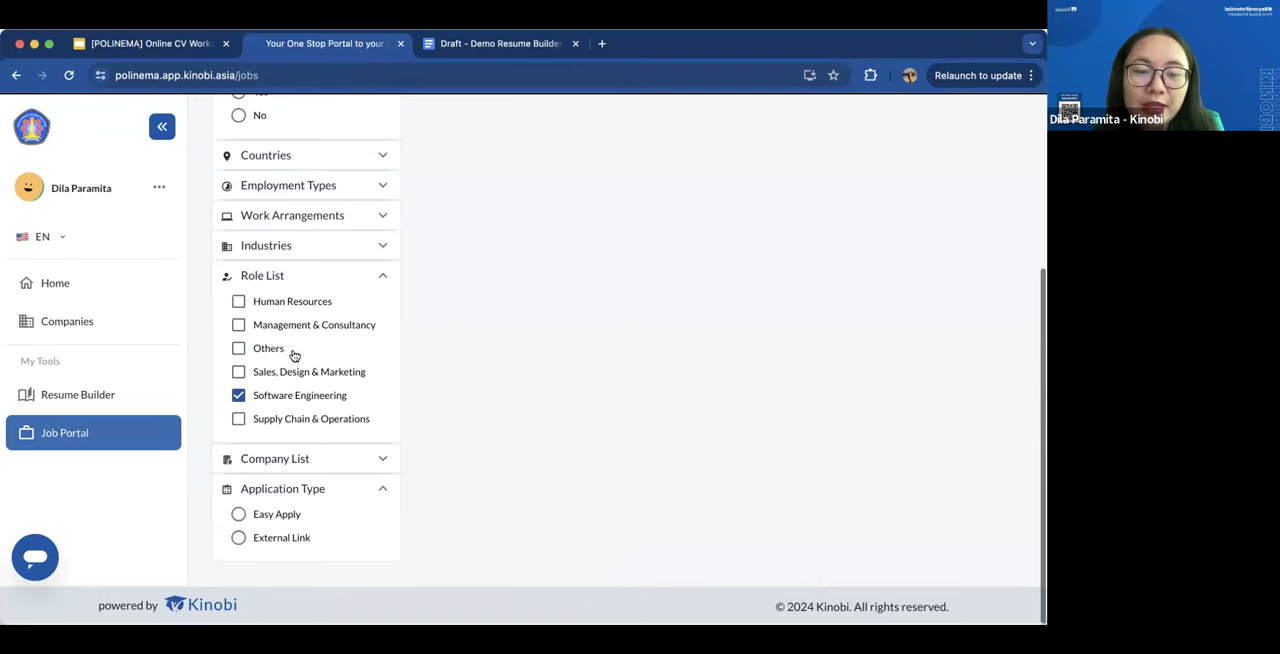 [POLINEMA] Online CV Works
Your One Stop Portal to your
Draft - Demo Resume Builder
polinema.app.kinobi.asia/jobs
Relaunch to update
Dila Paramita - Kinobi
Dila Paramita
EN
Home
Companies
My Tools
Resume Builder
Job Portal
No
Countries
Employment Types
Work Arrangements
Industries
Role List
Human Resources
Management & Consultancy
Others
Sales, Design & Marketing
Software Engineering
Supply Chain & Operations
Company List
Application Type
Easy Apply
External Link
powered by Kinobi
© 2024 Kinobi. All rights reserved.